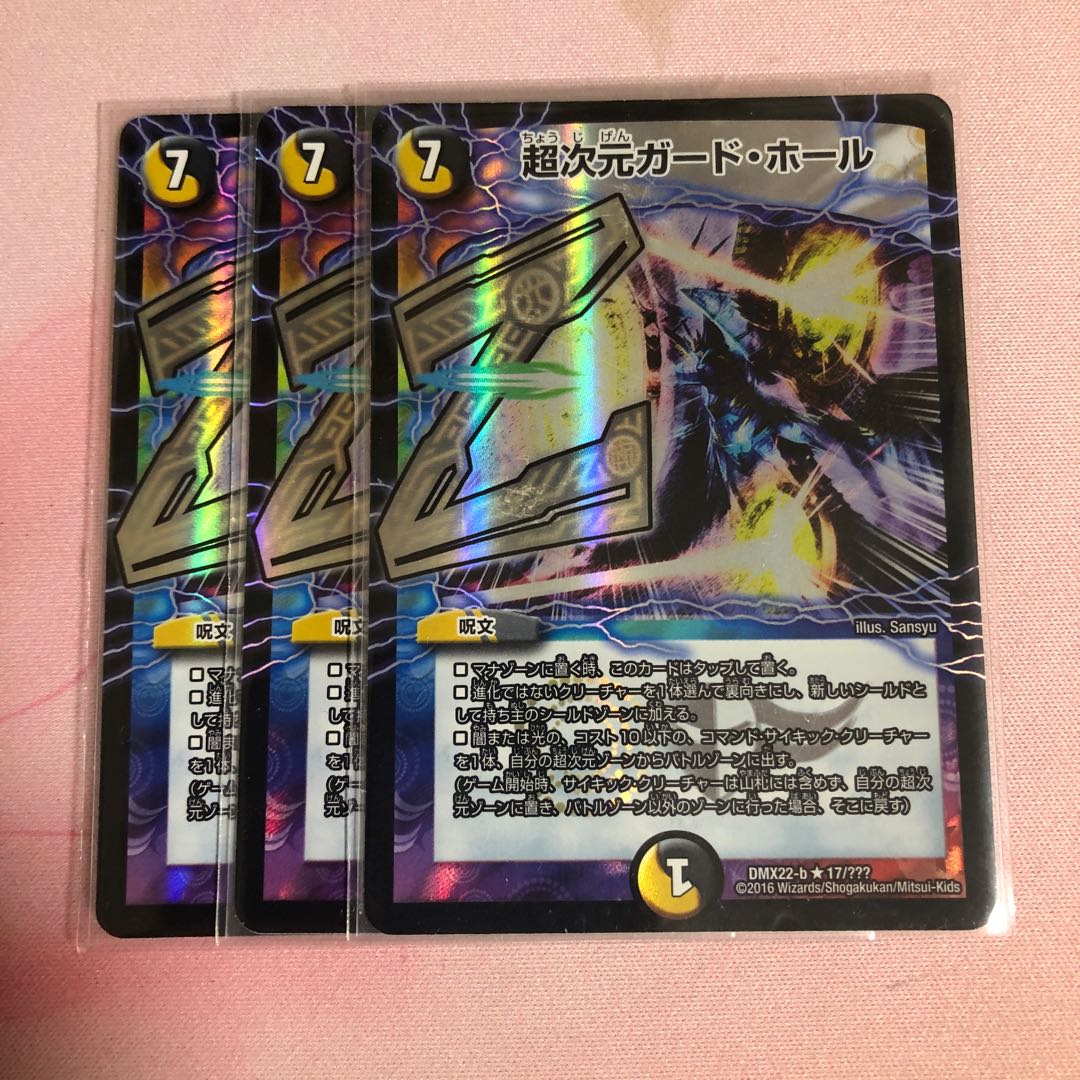 7
7
7
ちょうじげん
超次元ガード・ホール
呪文
呪文
呪文
illus. Sansyu
■マナゾーンに置く時、このカードはタップして置く。
■進化ではないクリーチャーを1体選んで裏向きにし、新しいシールドと
して持ち主のシールドゾーンに加える。
■闇または光の、コスト10以下の、コマンド・サイキック・クリーチャー
を1体、自分の超次元ゾーンからバトルゾーンに出す。
(ゲーム開始時、サイキック・クリーチャーは山札には含めず、自分の超次
元ゾーンに置き、バトルゾーン以外のゾーンに行った場合、そこに戻す)
1
DMX22-b★17/???
©2016 Wizards/Shogakukan/Mitsui-Kids